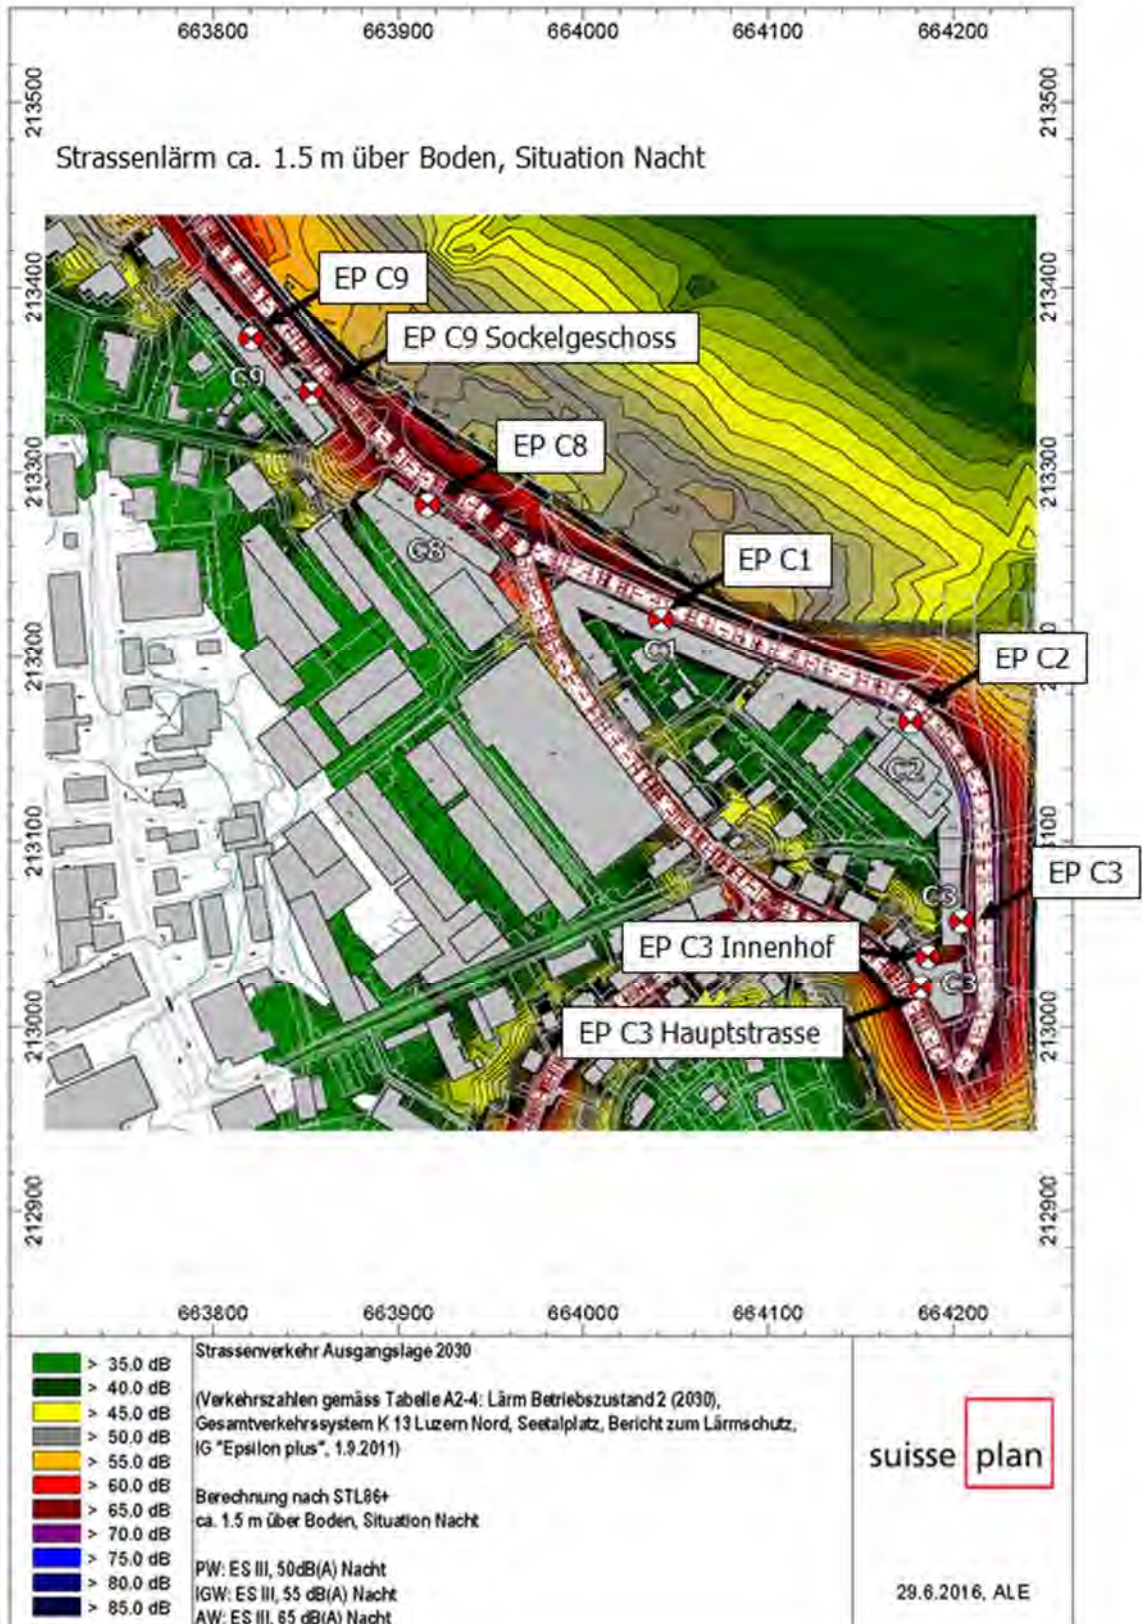 663800 663900 664000 664100 664200
213500
213500
Strassenlärm ca. 1.5 m über Boden, Situation Nacht
213400
213400
EP C9
EP C9 Sockelgeschoss
C9
EP C8
213300
213300
C8
EP C1
213200
C1
EP C2
C2
213100
100
EP C3
C3
EP C3 Innenhof
C3
213000
213000
EP C3 Hauptstrasse
212900
212900
663800 663900 664000 664100 664200
> 35.0 dB
> 40.0 dB
> 45.0 dB
> 50.0 dB
> 55.0 dB
> 60.0 dB
> 65.0 dB
> 70.0 dB
> 75.0 dB
> 80.0 dB
> 85.0 dB
Strassenverkehr Ausgangslage 2030
(Verkehrszahlen gemäss Tabelle A2-4: Lärm Betriebszustand 2 (2030),
Gesamtverkehrssystem K 13 Luzern Nord, Seetalplatz, Bericht zum Lärmschutz,
IG "Epsilon plus", 1.9.2011)
Berechnung nach STL86+
ca. 1.5 m über Boden, Situation Nacht
PW: ES III, 50dB(A) Nacht
IGW: ES III, 55 dB(A) Nacht
AW: ES III, 65 dB(A) Nacht
suisse plan
29.6.2016, ALE